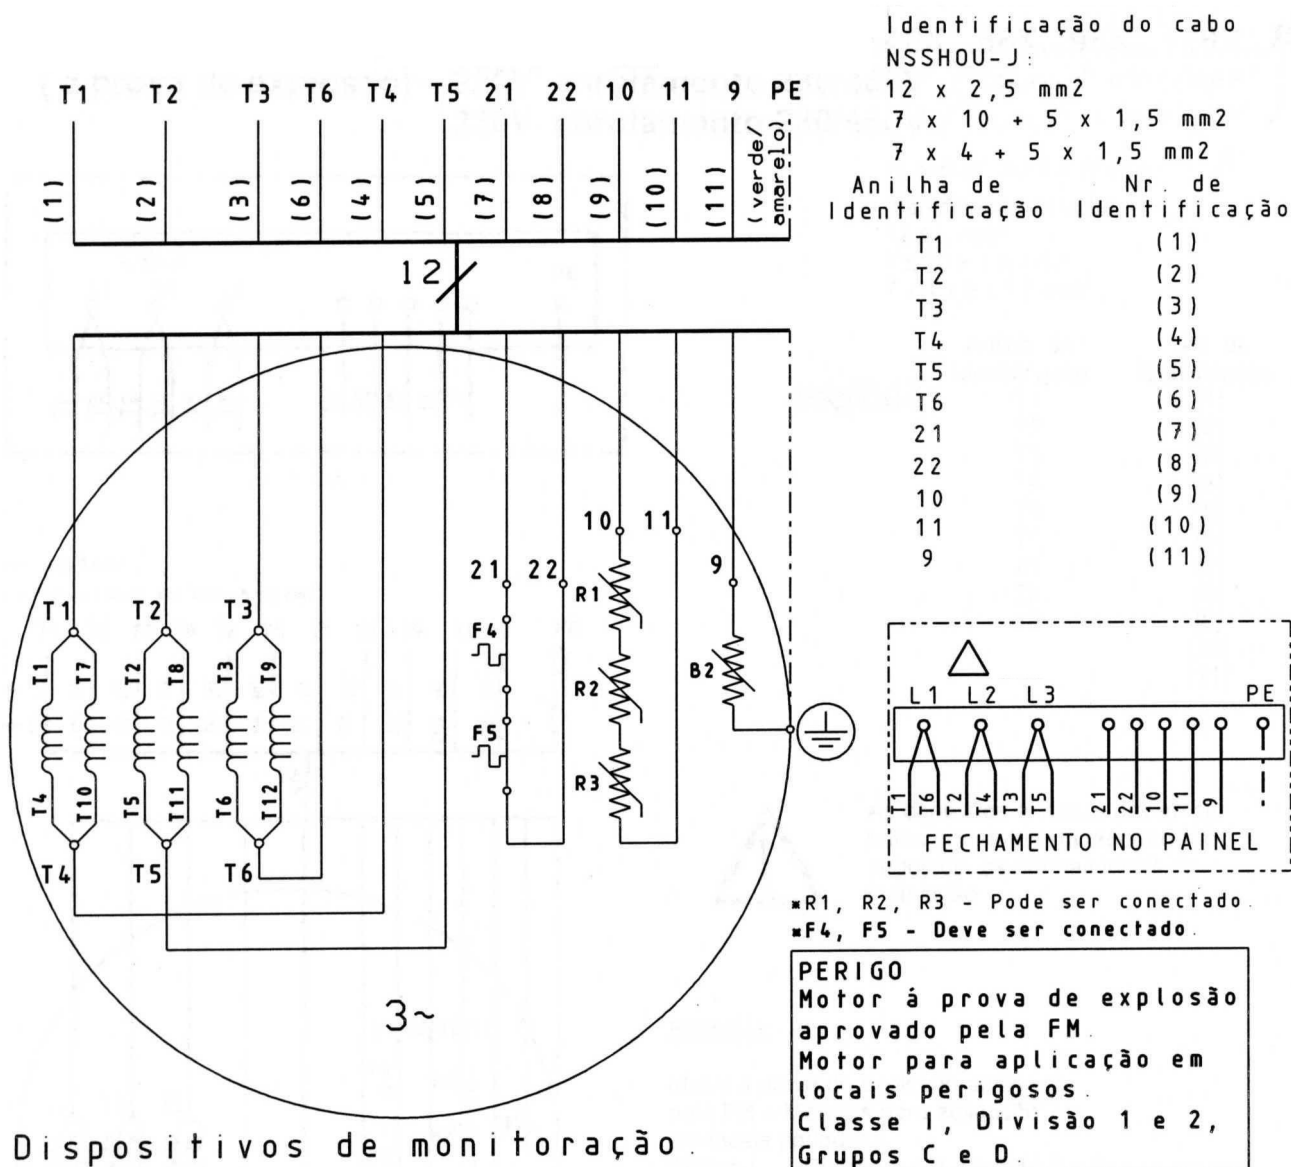 Identificação do cabo
NSSHOU-J:
12 x 2,5 mm2
7 x 10 + 5 x 1,5 mm2
7 x 4 + 5 x 1,5 mm2
Anilha de Nr. de
Identificação Identificação
T1 (1)
T2 (2)
T3 (3)
T4 (4)
T5 (5)
T6 (6)
21 (7)
22 (8)
10 (9)
11 (10)
9 (11)
T1 T2 T3 T6 T4 T5 21 22 10 11 9 PE
(1) (2) (3) (6) (4) (5) (7) (8) (9) (10) (11) (verde/
amarelo)
12
10 11
21 22 9
R1
T1 T2 T3
F4
T1 T7 T2 T8 T3 T9
R2 B2
F5
R3
T4 T10 T5 T11 T6 T12
T4 T5 T6
3~
L1 L2 L3 PE
T1 T6 T2 T4 T3 T5 21 22 10 11 9
FECHAMENTO NO PAINEL
*R1, R2, R3 - Pode ser conectado.
*F4, F5 - Deve ser conectado.
PERIGO
Motor á prova de explosão
aprovado pela FM.
Motor para aplicação em
locais perigosos.
Classe I, Divisão 1 e 2,
Grupos C e D.
Dispositivos de monitoração.